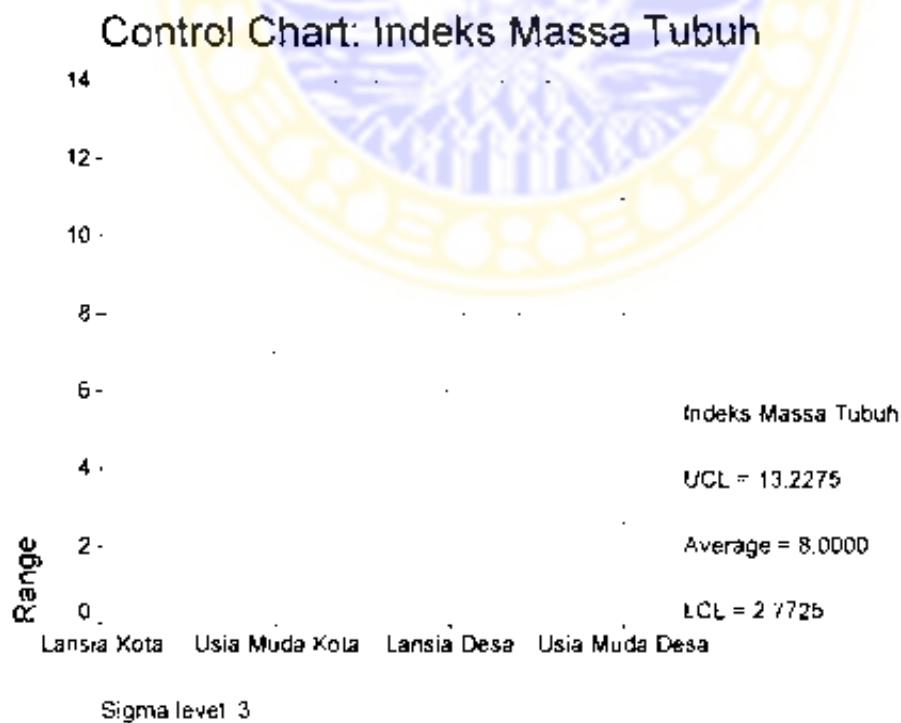 Control Chart: Indeks Massa Tubuh
14
12
10
8
6
4
2
0
Range
Lansia Kota
Usia Muda Kota
Lansia Desa
Usia Muda Desa
Indeks Massa Tubuh
UCL = 13.2275
Average = 8.0000
LCL = 2.7725
Sigma level 3